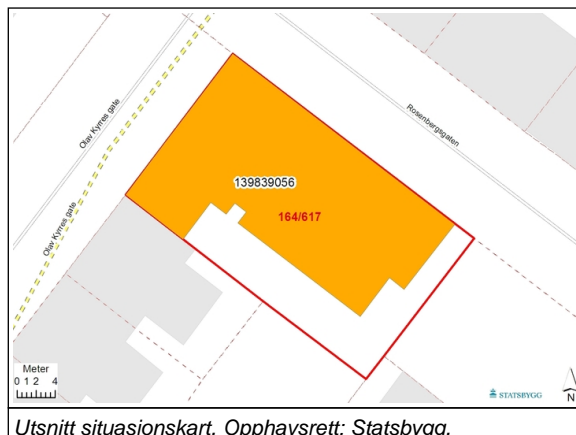 Olav Kyrres gate
Rosenbergsgaten
139839056
164/617
Olav Kyrres gate
Meter
0 1 2 4
STATSBYGG
N
Utsnitt situasjonskart. Opphavsrett: Statsbygg.